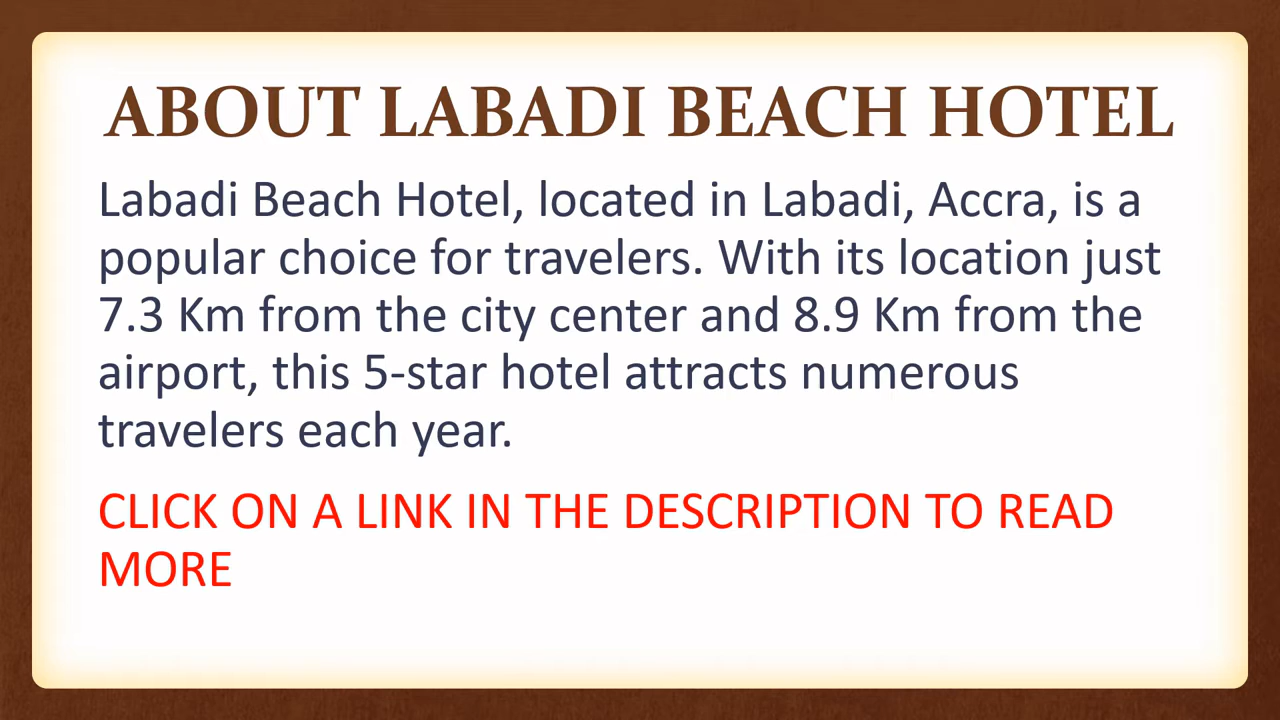 ABOUT LABADI BEACH HOTEL
Labadi Beach Hotel, located in Labadi, Accra, is a
popular choice for travelers. With its location just
7.3 Km from the city center and 8.9 Km from the
airport, this 5-star hotel attracts numerous
travelers each year.
CLICK ON A LINK IN THE DESCRIPTION TO READ
MORE